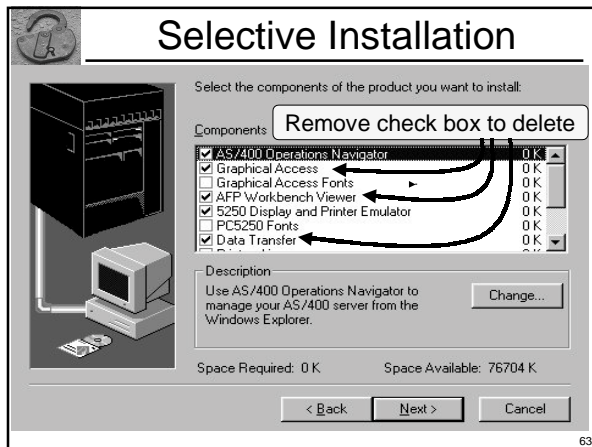 Selective Installation
Select the components of the product you want to install:
Components
Remove check box to delete
AS/400 Operations Navigator 0 K
Graphical Access 0 K
Graphical Access Fonts 0 K
AFP Workbench Viewer 0 K
5250 Display and Printer Emulator 0 K
PC5250 Fonts 0 K
Data Transfer 0 K
Description
Use AS/400 Operations Navigator to
manage your AS/400 server from the
Windows Explorer.
Change...
Space Required: 0 K Space Available: 76704 K
< Back Next > Cancel
63